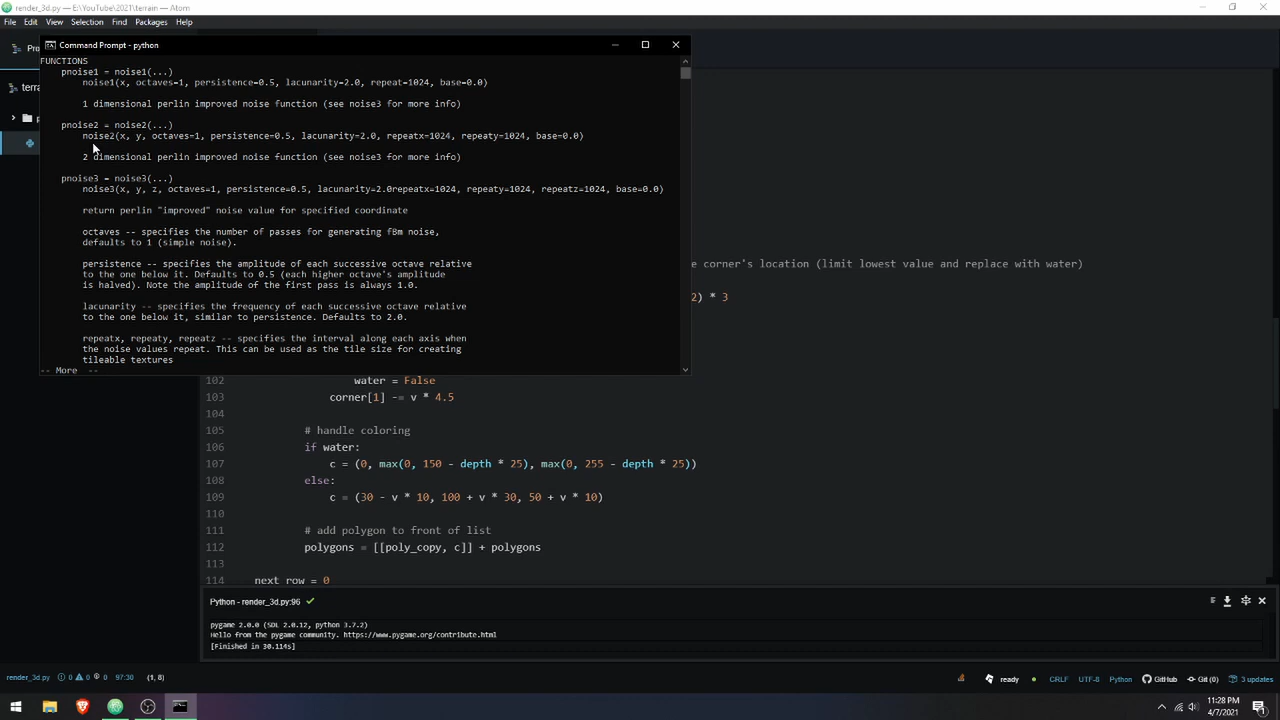 render_3d.py — E:\YouTube\2021\terrain — Atom
File Edit View Selection Find Packages Help
Command Prompt - python
FUNCTIONS
pnoise1 = noise1(...)
noise1(x, octaves=1, persistence=0.5, lacunarity=2.0, repeat=1024, base=0.0)
1 dimensional perlin improved noise function (see noise3 for more info)
pnoise2 = noise2(...)
noise2(x, y, octaves=1, persistence=0.5, lacunarity=2.0, repeatx=1024, repeaty=1024, base=0.0)
2 dimensional perlin improved noise function (see noise3 for more info)
pnoise3 = noise3(...)
noise3(x, y, z, octaves=1, persistence=0.5, lacunarity=2.0repeatx=1024, repeaty=1024, repeatz=1024, base=0.0)
return perlin "improved" noise value for specified coordinate
octaves -- specifies the number of passes for generating fBm noise,
defaults to 1 (simple noise).
persistence -- specifies the amplitude of each successive octave relative
to the one below it. Defaults to 0.5 (each higher octave's amplitude
is halved). Note the amplitude of the first pass is always 1.0.
lacunarity -- specifies the frequency of each successive octave relative
to the one below it, similar to persistence. Defaults to 2.0.
repeatx, repeaty, repeatz -- specifies the interval along each axis when
the noise values repeat. This can be used as the tile size for creating
tileable textures
-- More --
Pro
terra
p
e corner's location (limit lowest value and replace with water)
2) * 3
102 water = False
103 corner[1] -= v * 4.5
104
105 # handle coloring
106 if water:
107 c = (0, max(0, 150 - depth * 25), max(0, 255 - depth * 25))
108 else:
109 c = (30 - v * 10, 100 + v * 30, 50 + v * 10)
110
111 # add polygon to front of list
112 polygons = [[poly_copy, c]] + polygons
113
114 next_row = 0
Python - render_3d.py:96
pygame 2.0.0 (SDL 2.0.12, python 3.7.2)
Hello from the pygame community. https://www.pygame.org/contribute.html
[Finished in 30.114s]
render_3d.py 0 0 0 97:30 (1, 8) ready CRLF UTF-8 Python GitHub Git (0) 3 updates
11:28 PM
4/7/2021
1